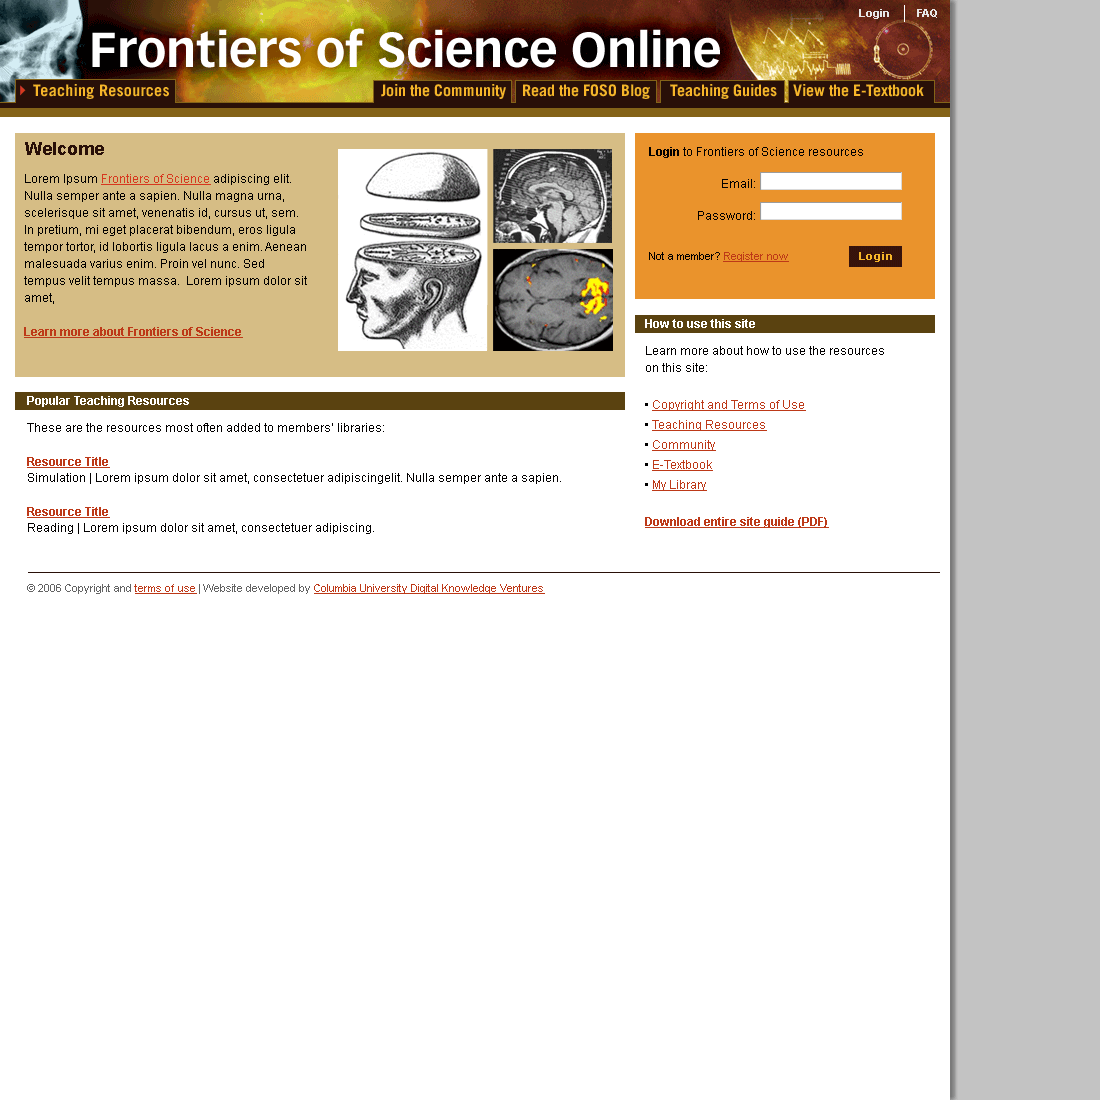 Login
FAQ
Frontiers of Science Online
Teaching Resources
Join the Community
Read the FOSO Blog
Teaching Guides
View the E-Textbook
Welcome
Lorem Ipsum Frontiers of Science adipiscing elit.
Nulla semper ante a sapien. Nulla magna urna,
scelerisque sit amet, venenatis id, cursus ut, sem.
In pretium, mi eget placerat bibendum, eros ligula
tempor tortor, id lobortis ligula lacus a enim. Aenean
malesuada varius enim. Proin vel nunc. Sed
tempus velit tempus massa.  Lorem ipsum dolor sit
amet,
Learn more about Frontiers of Science
Login to Frontiers of Science resources
Email:
Password:
Not a member? Register now
Login
Popular Teaching Resources
These are the resources most often added to members' libraries:
Resource Title
Simulation | Lorem ipsum dolor sit amet, consectetuer adipiscingelit. Nulla semper ante a sapien.
Resource Title
Reading | Lorem ipsum dolor sit amet, consectetuer adipiscing.
How to use this site
Learn more about how to use the resources
on this site:
• Copyright and Terms of Use
• Teaching Resources
• Community
• E-Textbook
• My Library
Download entire site guide (PDF)
© 2006 Copyright and terms of use | Website developed by Columbia University Digital Knowledge Ventures